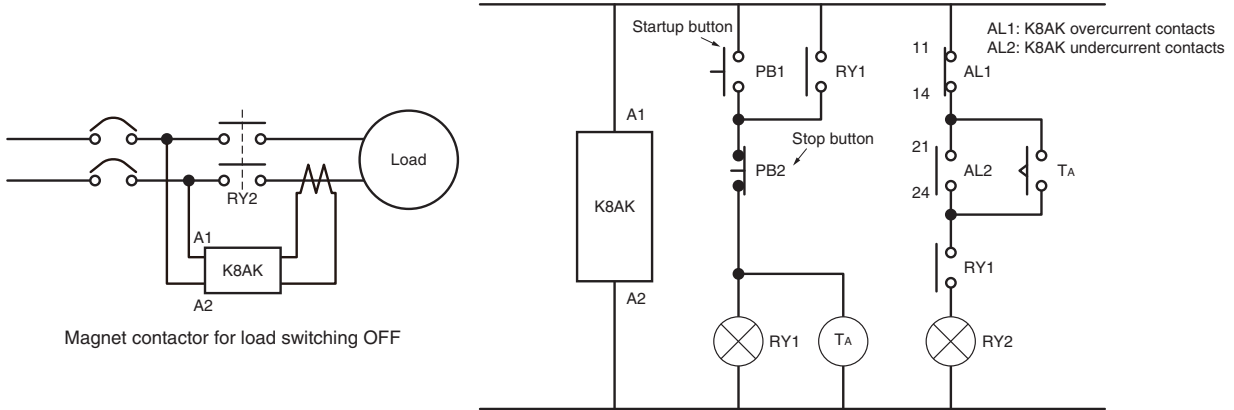 Startup button
AL1: K8AK overcurrent contacts
AL2: K8AK undercurrent contacts
11
PB1
RY1
AL1
14
A1
Stop button
Load
21
PB2
AL2
TA
RY2
K8AK
24
A1
K8AK
RY1
A2
A2
Magnet contactor for load switching OFF
RY1
TA
RY2